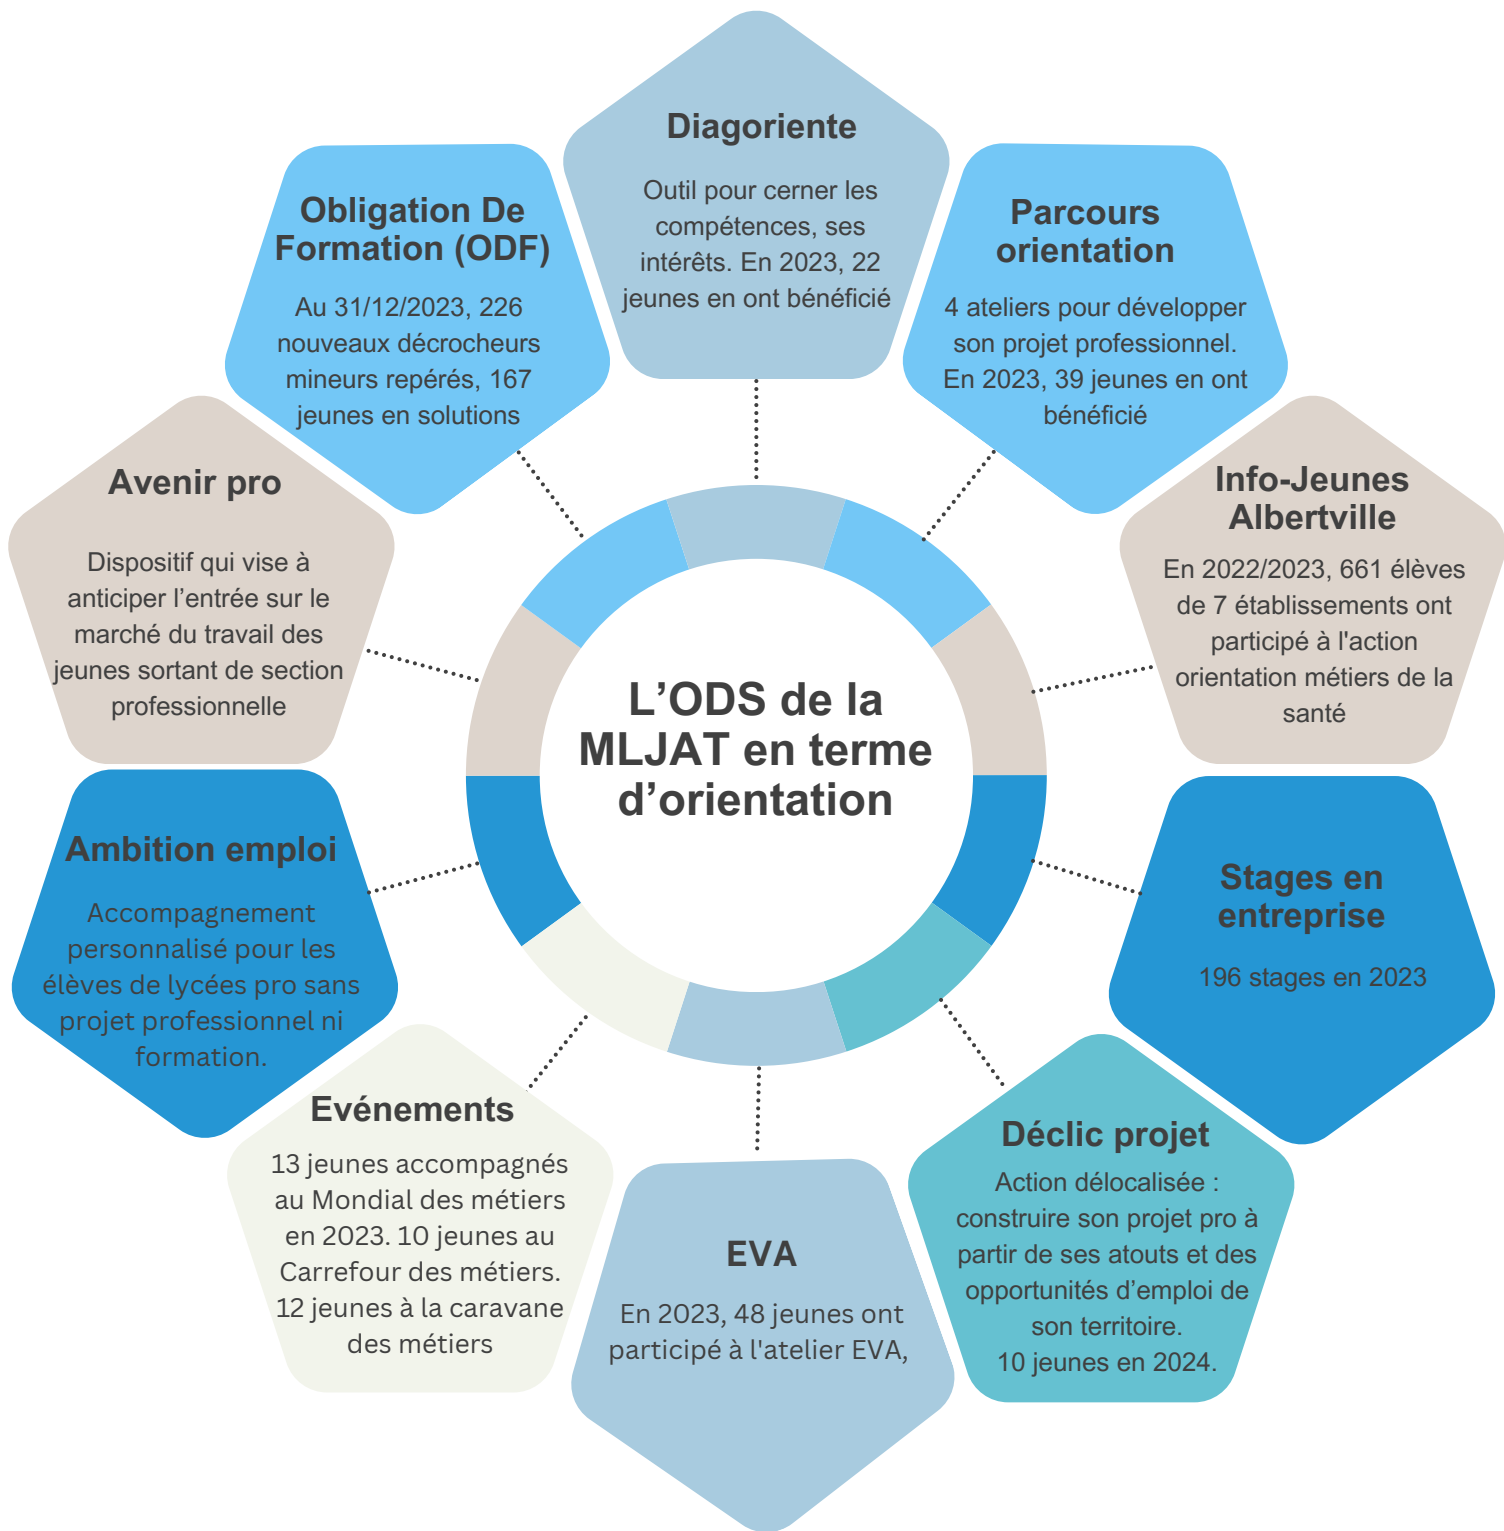 Diagoriente
Outil pour cerner les
compétences, ses
intérêts. En 2023, 22
jeunes en ont bénéficié
Parcours
orientation
4 ateliers pour développer
son projet professionnel.
En 2023, 39 jeunes en ont
bénéficié
Info-Jeunes
Albertville
En 2022/2023, 661 élèves
de 7 établissements ont
participé à l'action
orientation métiers de la
santé
Stages en
entreprise
196 stages en 2023
Déclic projet
Action délocalisée :
construire son projet pro à
partir de ses atouts et des
opportunités d’emploi de
son territoire.
10 jeunes en 2024.
EVA
En 2023, 48 jeunes ont
participé à l'atelier EVA,
Evénements
13 jeunes accompagnés
au Mondial des métiers
en 2023. 10 jeunes au
Carrefour des métiers.
12 jeunes à la caravane
des métiers
Ambition emploi
Accompagnement
personnalisé pour les
élèves de lycées pro sans
projet professionnel ni
formation.
Avenir pro
Dispositif qui vise à
anticiper l’entrée sur le
marché du travail des
jeunes sortant de section
professionnelle
Obligation De
Formation (ODF)
Au 31/12/2023, 226
nouveaux décrocheurs
mineurs repérés, 167
jeunes en solutions
L’ODS de la
MLJAT en terme
d’orientation